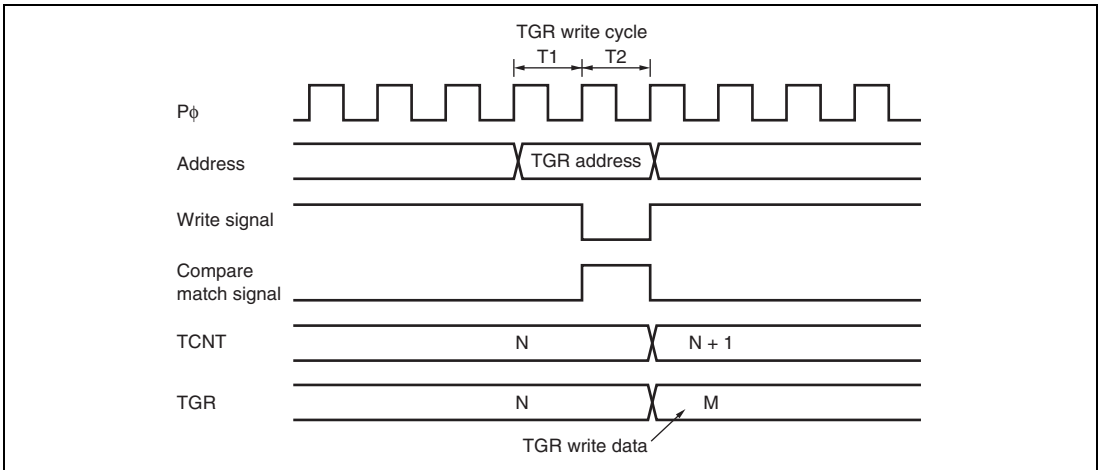 TGR write cycle
T1 T2
Pϕ
Address TGR address
Write signal
Compare
match signal
TCNT N N + 1
TGR N M
TGR write data